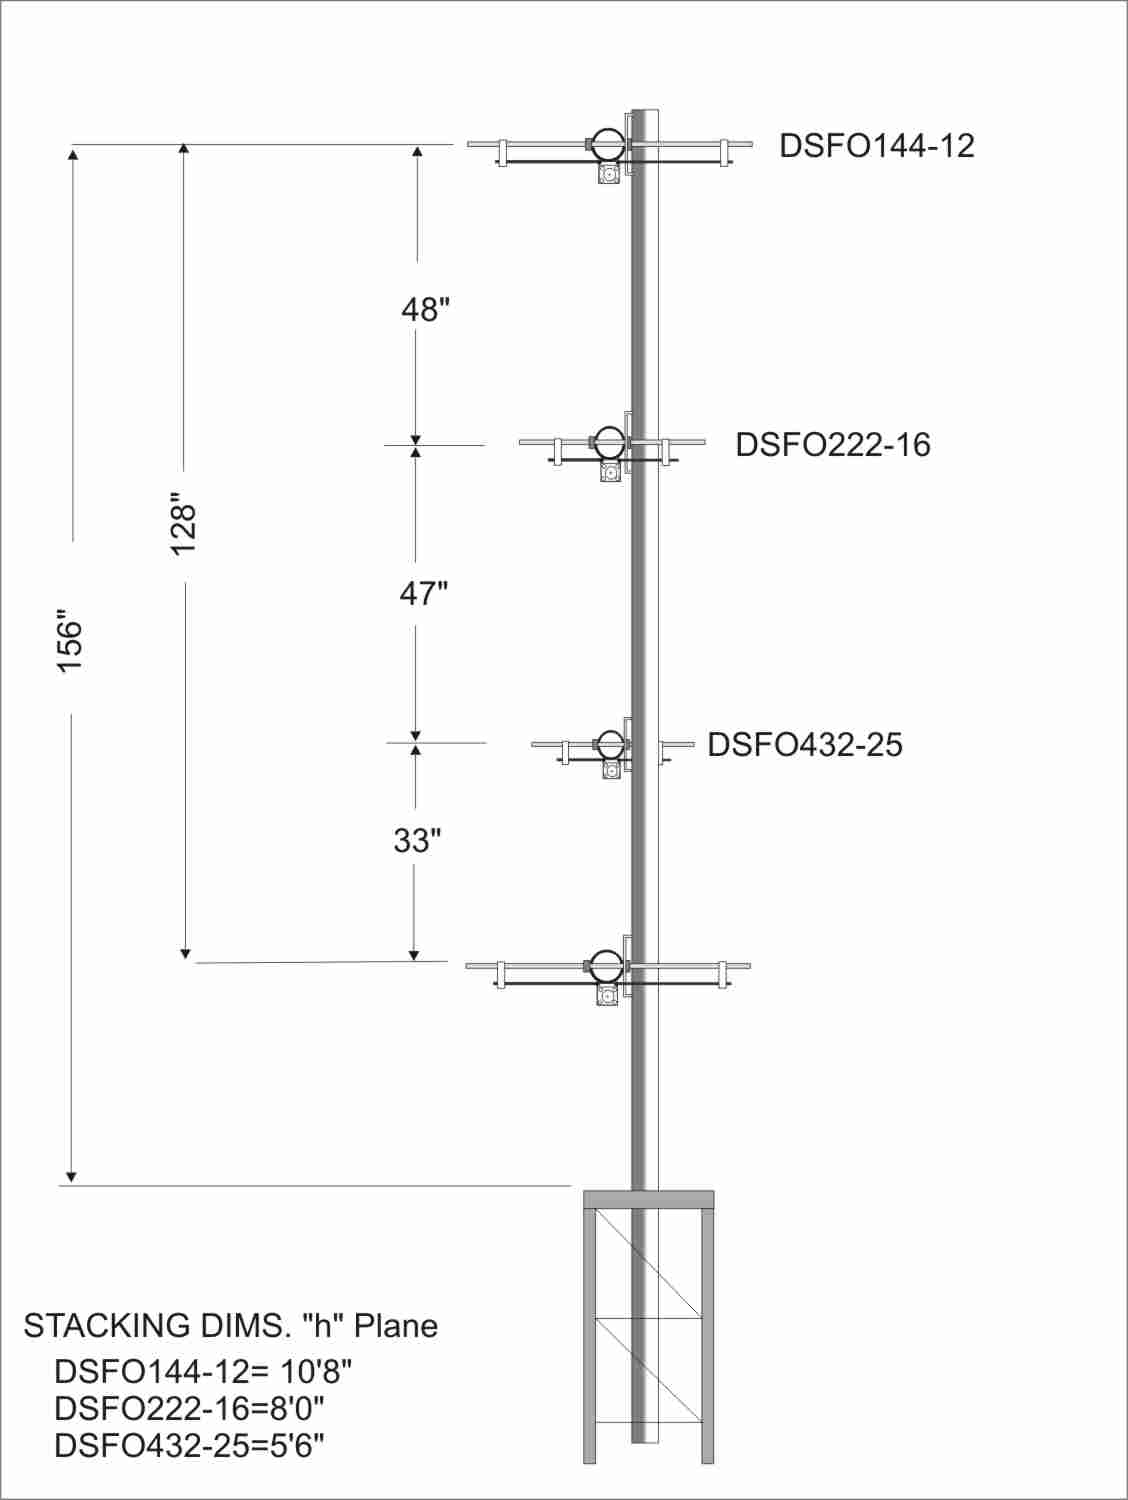 DSFO144-12
48"
DSFO222-16
128"
47"
156"
DSFO432-25
33"
STACKING DIMS. "h" Plane
DSFO144-12= 10'8"
DSFO222-16=8'0"
DSFO432-25=5'6"